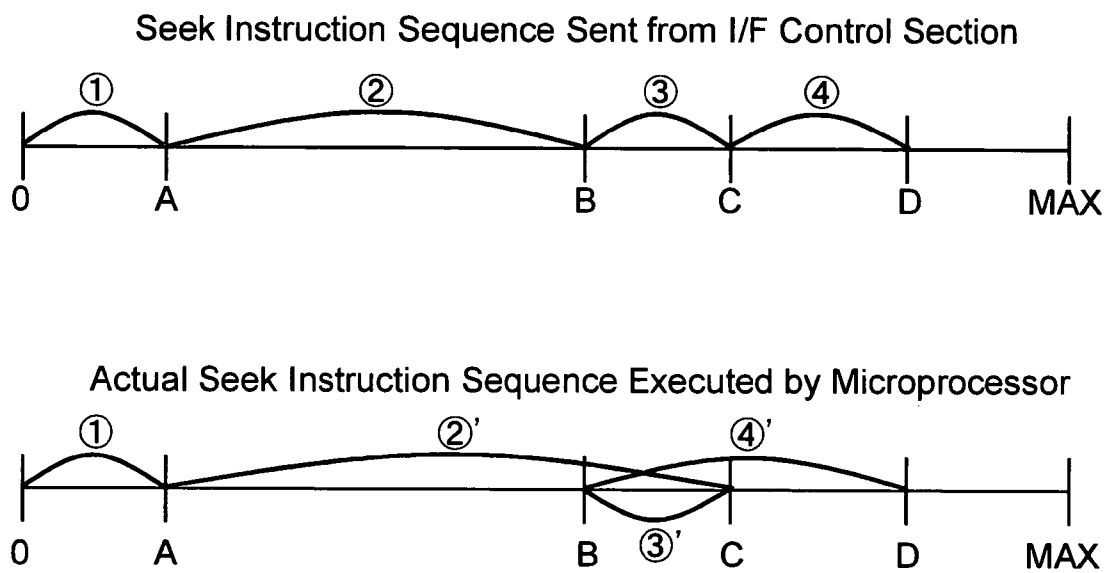 Seek Instruction Sequence Sent from I/F Control Section
① ② ③ ④
0 A B C D MAX
Actual Seek Instruction Sequence Executed by Microprocessor
① ②’ ④’
③’
0 A B C D MAX